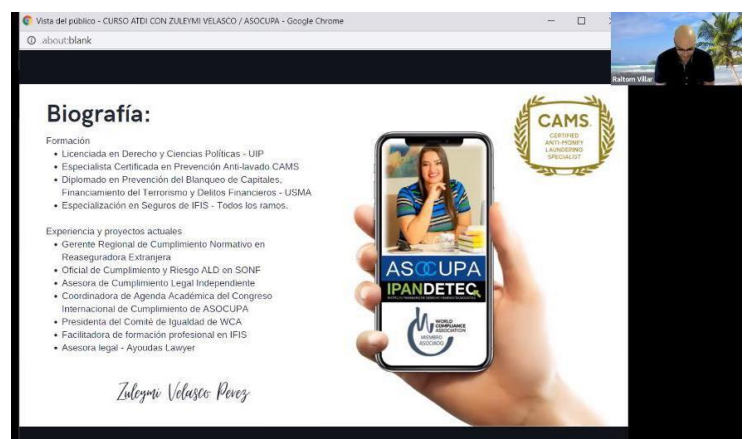 Vista del público - CURSO ATDI CON ZULEYMI VELASCO / ASOCUPA - Google Chrome
about:blank
Raltom Villar
Biografía:
Formación
• Licenciada en Derecho y Ciencias Políticas - UIP
• Especialista Certificada en Prevención Anti-lavado CAMS
• Diplomado en Prevención del Blanqueo de Capitales,
Financiamiento del Terrorismo y Delitos Financieros - USMA
• Especialización en Seguros de IFIS - Todos los ramos.
Experiencia y proyectos actuales
• Gerente Regional de Cumplimiento Normativo en
Reaseguradora Extranjera
• Oficial de Cumplimiento y Riesgo ALD en SONF
• Asesora de Cumplimiento Legal Independiente
• Coordinadora de Agenda Académica del Congreso
Internacional de Cumplimiento de ASOCUPA
• Presidenta del Comité de Igualdad de WCA
• Facilitadora de formación profesional en IFIS
• Asesora legal - Ayoudas Lawyer
Zuleymi Velasco Perez
CAMS
CERTIFIED
ANTI-MONEY
LAUNDERING
SPECIALIST
ASOCUPA
IPANDETEC
WORLD
COMPLIANCE
ASSOCIATION
MIEMBRO
ASOCIADO